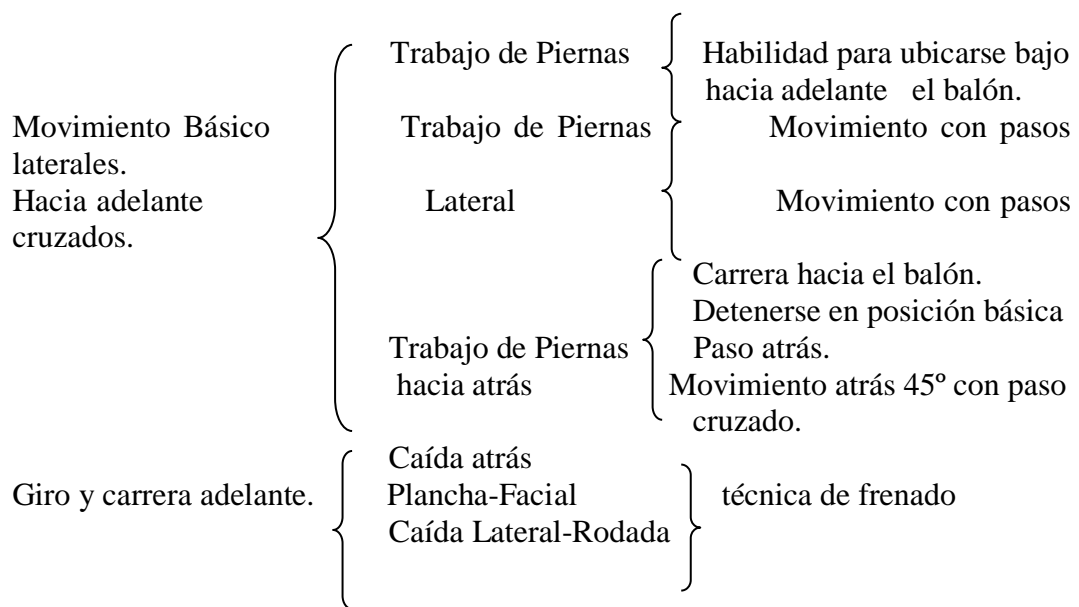 Trabajo de Piernas Habilidad para ubicarse bajo
hacia adelante el balón.
Movimiento Básico Trabajo de Piernas Movimiento con pasos
laterales.
Hacia adelante Lateral Movimiento con pasos
cruzados.
Carrera hacia el balón.
Detenerse en posición básica
Trabajo de Piernas Paso atrás.
hacia atrás Movimiento atrás 45º con paso
cruzado.
Caída atrás
Giro y carrera adelante. Plancha-Facial técnica de frenado
Caída Lateral-Rodada